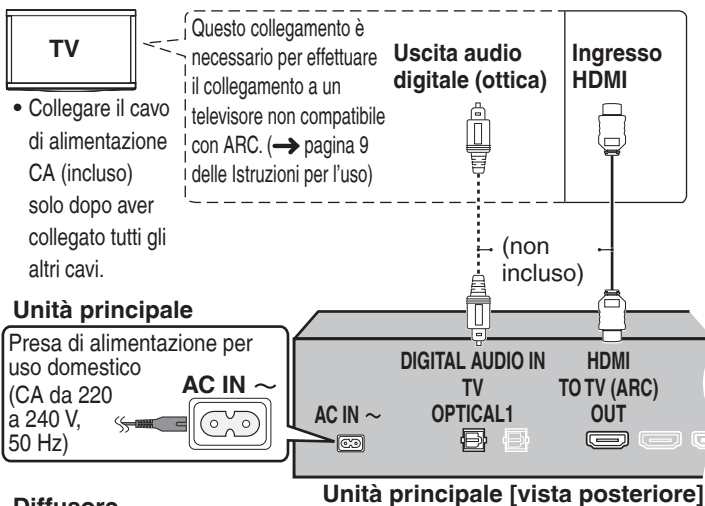 TV
Questo collegamento è
necessario per effettuare
il collegamento a un
televisore non compatibile
con ARC. (➔ pagina 9
delle Istruzioni per l'uso)
Uscita audio
digitale (ottica)
Ingresso
HDMI
• Collegare il cavo
di alimentazione
CA (incluso)
solo dopo aver
collegato tutti gli
altri cavi.
(non
incluso)
Unità principale
Presa di alimentazione per
uso domestico
(CA da 220
a 240 V,
50 Hz)
AC IN ～
AC IN ～
DIGITAL AUDIO IN
TV
OPTICAL1
HDMI
TO TV (ARC)
OUT
Unità principale [vista posteriore]
Diffusore